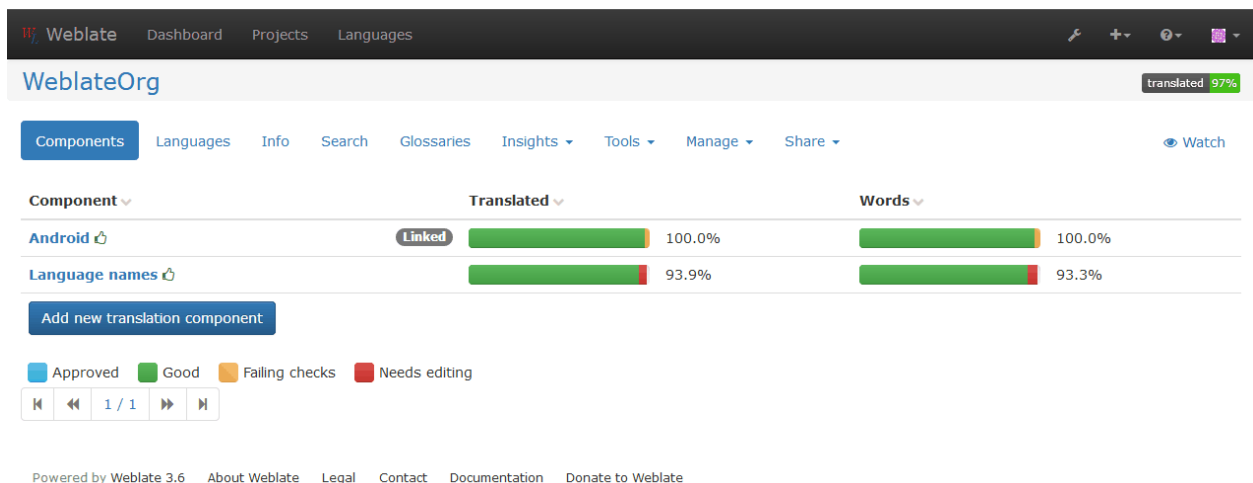 Weblate Dashboard Projects Languages
WeblateOrg translated 97%
Components Languages Info Search Glossaries Insights Tools Manage Share Watch
Component Translated Words
Android Linked 100.0% 100.0%
Language names 93.9% 93.3%
Add new translation component
Approved Good Failing checks Needs editing
1 / 1
Powered by Weblate 3.6 About Weblate Legal Contact Documentation Donate to Weblate